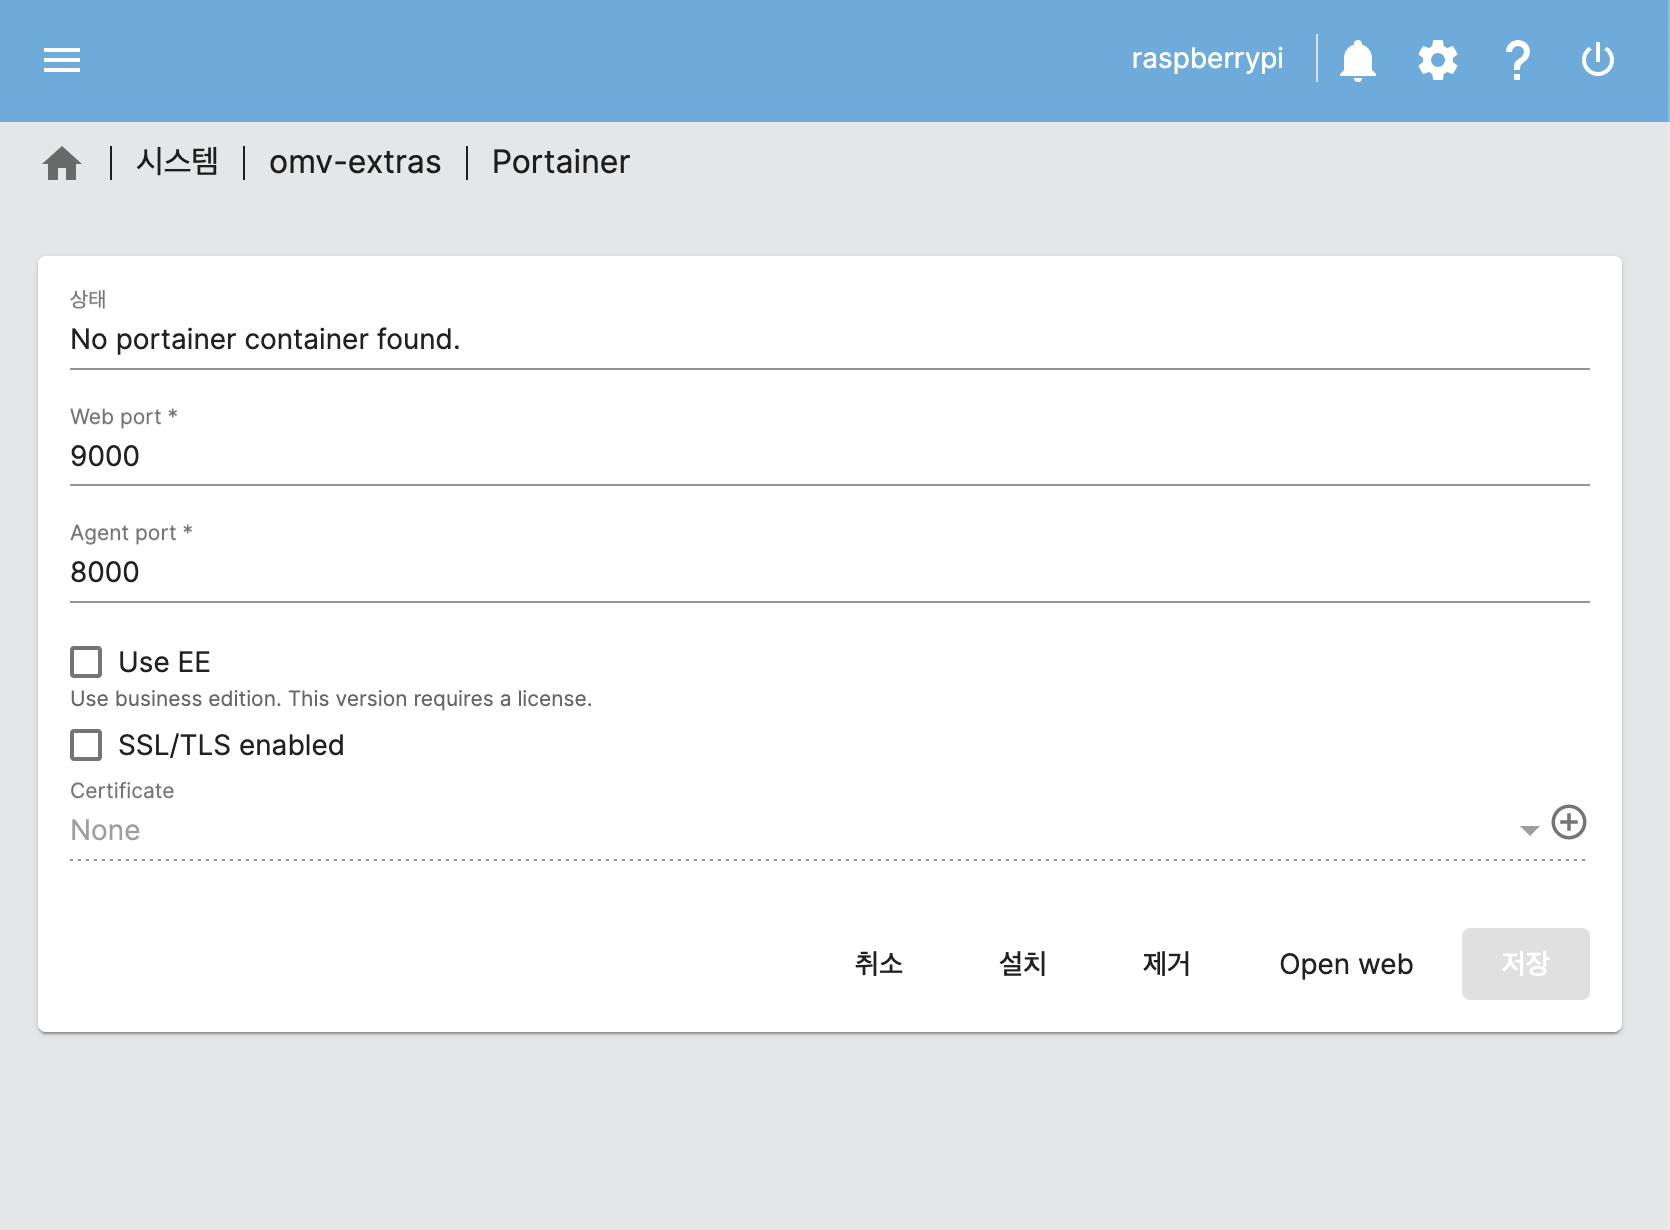 raspberrypi
시스템 | omv-extras | Portainer
상태
No portainer container found.
Web port *
9000
Agent port *
8000
Use EE
Use business edition. This version requires a license.
SSL/TLS enabled
Certificate
None
취소 설치 제거 Open web 저장